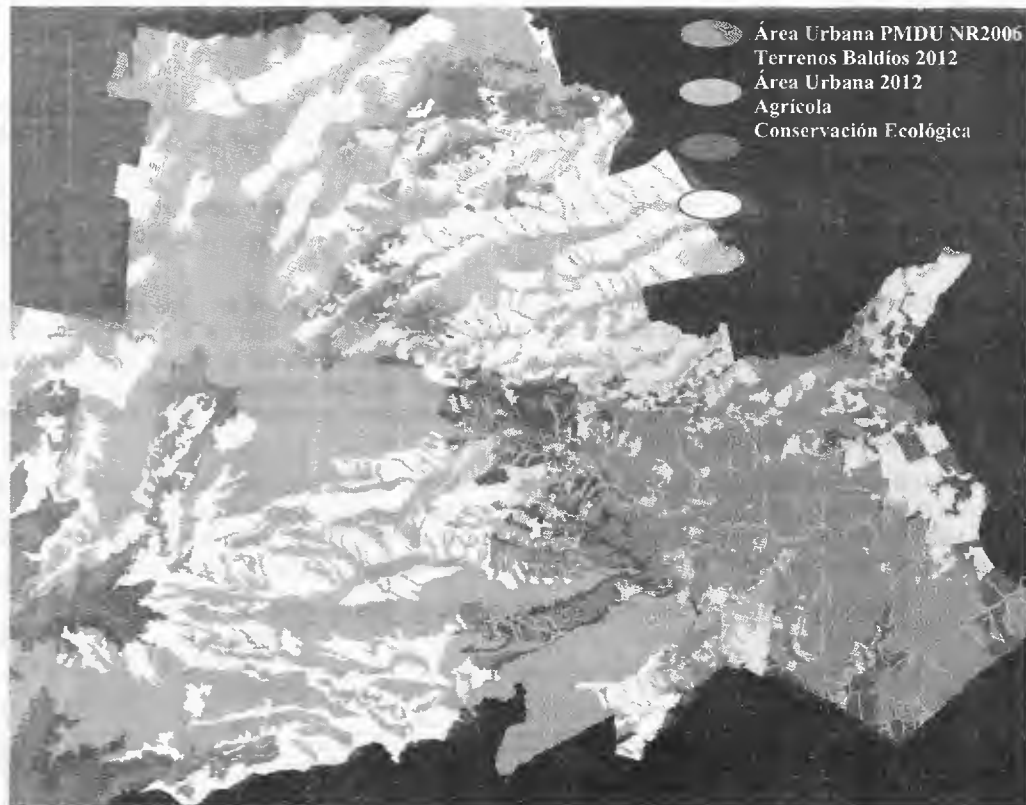 Área Urbana PMDU NR2006
Terrenos Baldíos 2012
Área Urbana 2012
Agrícola
Conservación Ecológica